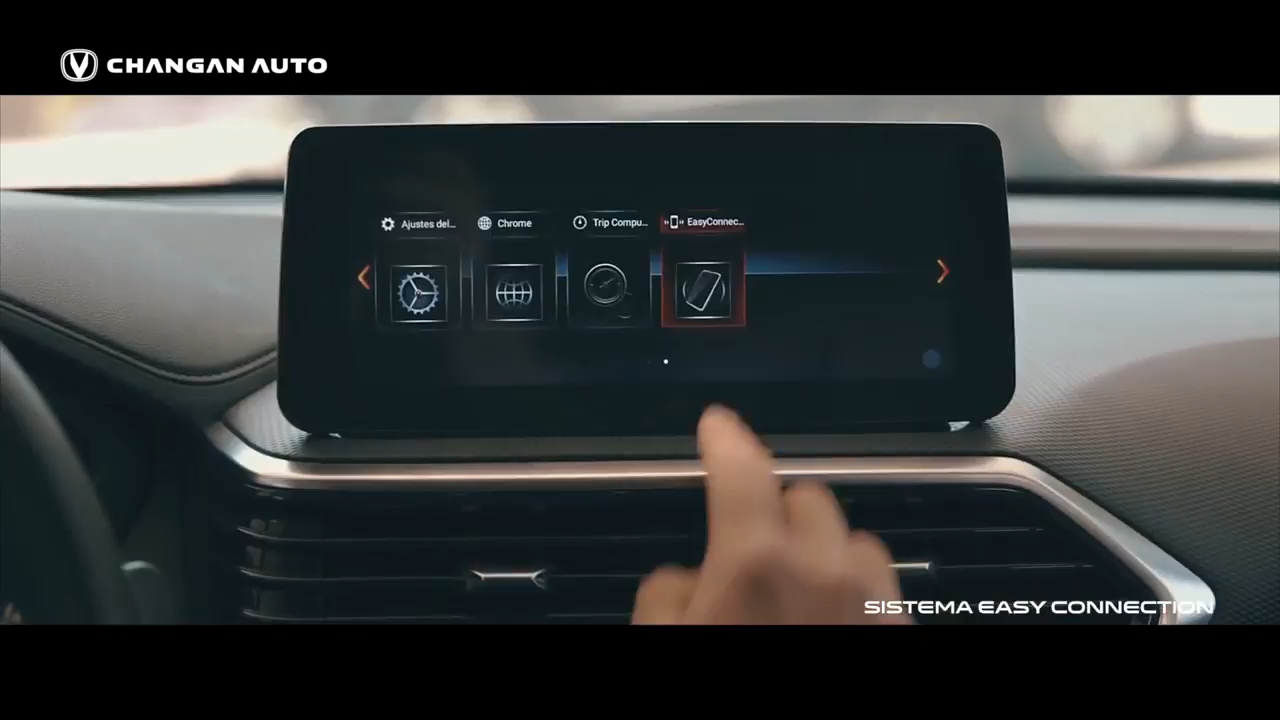 CHANGAN AUTO
Ajustes del...
Chrome
Trip Compu...
EasyConnec...
SISTEMA EASY CONNECTION